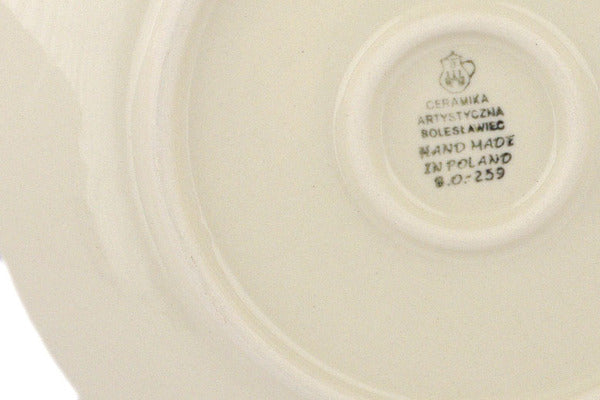 CERAMIKA
ARTYSTYCZNA
BOLESŁAWIEC
HAND MADE
IN POLAND
B.O.-259